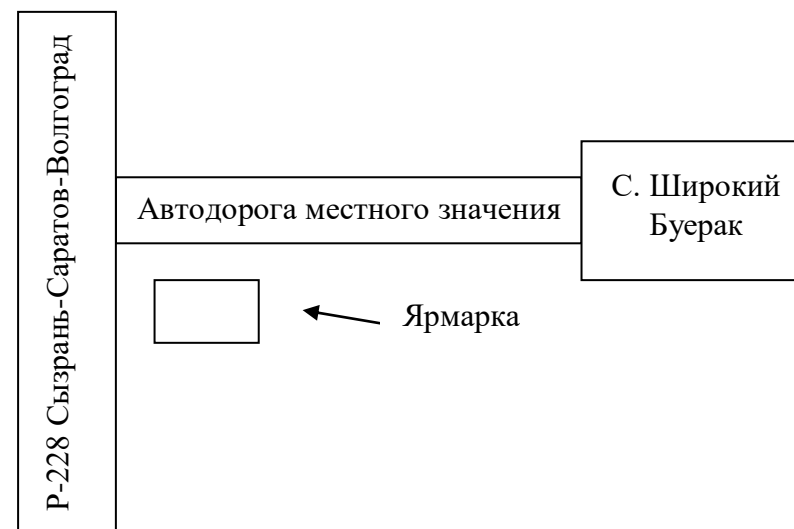 Р-228 Сызрань-Саратов-Волгоград
Автодорога местного значения
С. Широкий
Буерак
Ярмарка